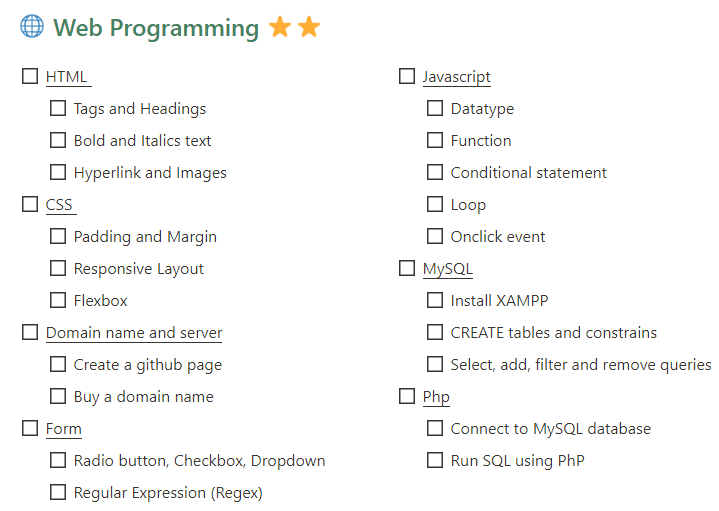 Web Programming
HTML
Tags and Headings
Bold and Italics text
Hyperlink and Images
CSS
Padding and Margin
Responsive Layout
Flexbox
Domain name and server
Create a github page
Buy a domain name
Form
Radio button, Checkbox, Dropdown
Regular Expression (Regex)
Javascript
Datatype
Function
Conditional statement
Loop
Onclick event
MySQL
Install XAMPP
CREATE tables and constrains
Select, add, filter and remove queries
Php
Connect to MySQL database
Run SQL using PhP